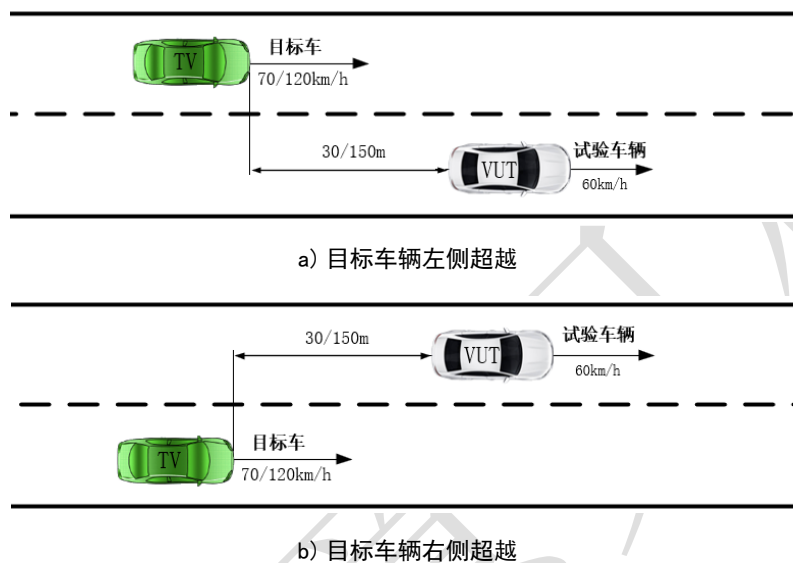 TV
目标车
70/120km/h
30/150m
VUT
试验车辆
60km/h
a) 目标车辆左侧超越
30/150m
VUT
试验车辆
60km/h
TV
目标车
70/120km/h
b) 目标车辆右侧超越